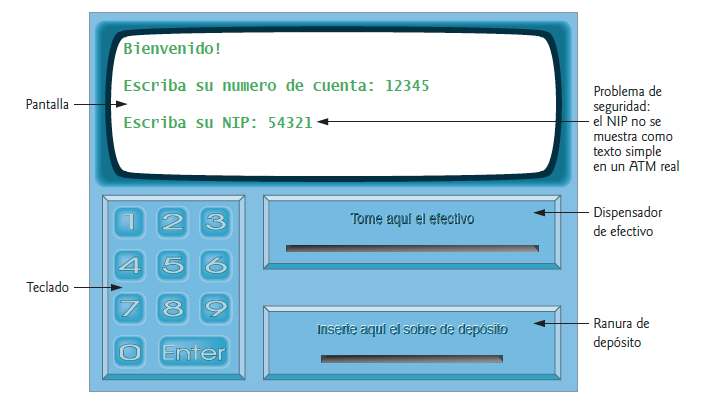 Bienvenido!
Escriba su numero de cuenta: 12345
Escriba su NIP: 54321
Pantalla
Problema de
seguridad:
el NIP no se
muestra como
texto simple
en un ATM real
1 2 3
4 5 6
7 8 9
0 Enter
Teclado
Tome aquí el efectivo
Dispensador
de efectivo
Inserte aquí el sobre de depósito
Ranura de
depósito